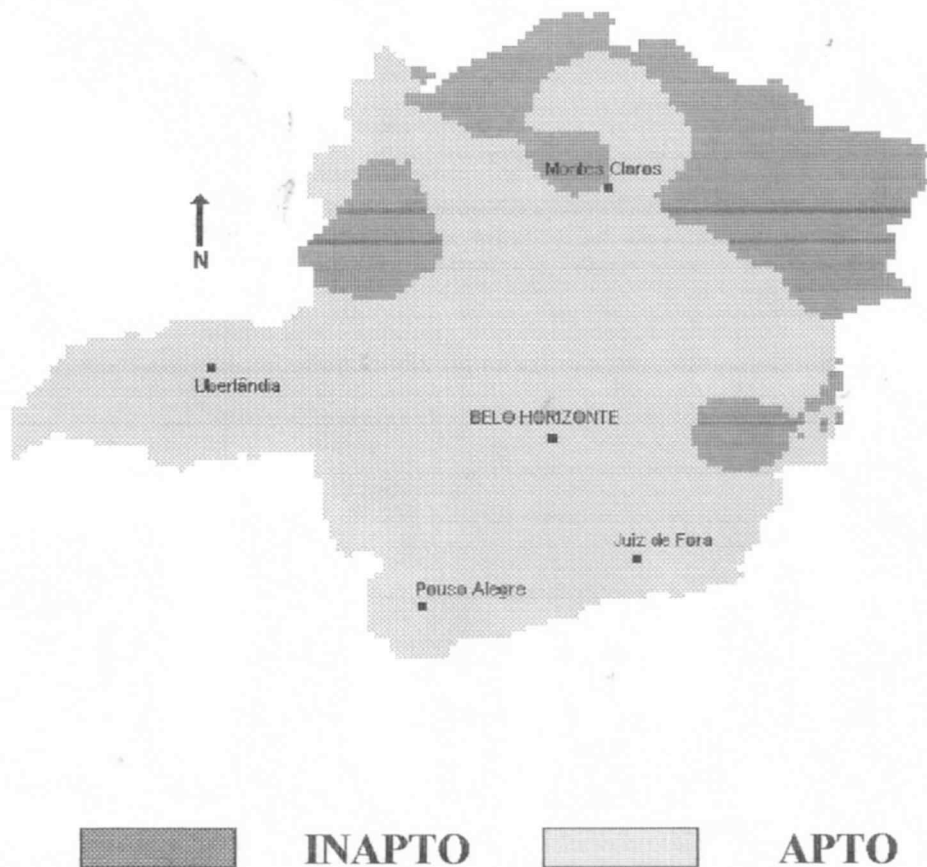 Montes Claros
N
Uberlândia
BELO HORIZONTE
Juiz de Fora
Pouso Alegre
INAPTO APTO